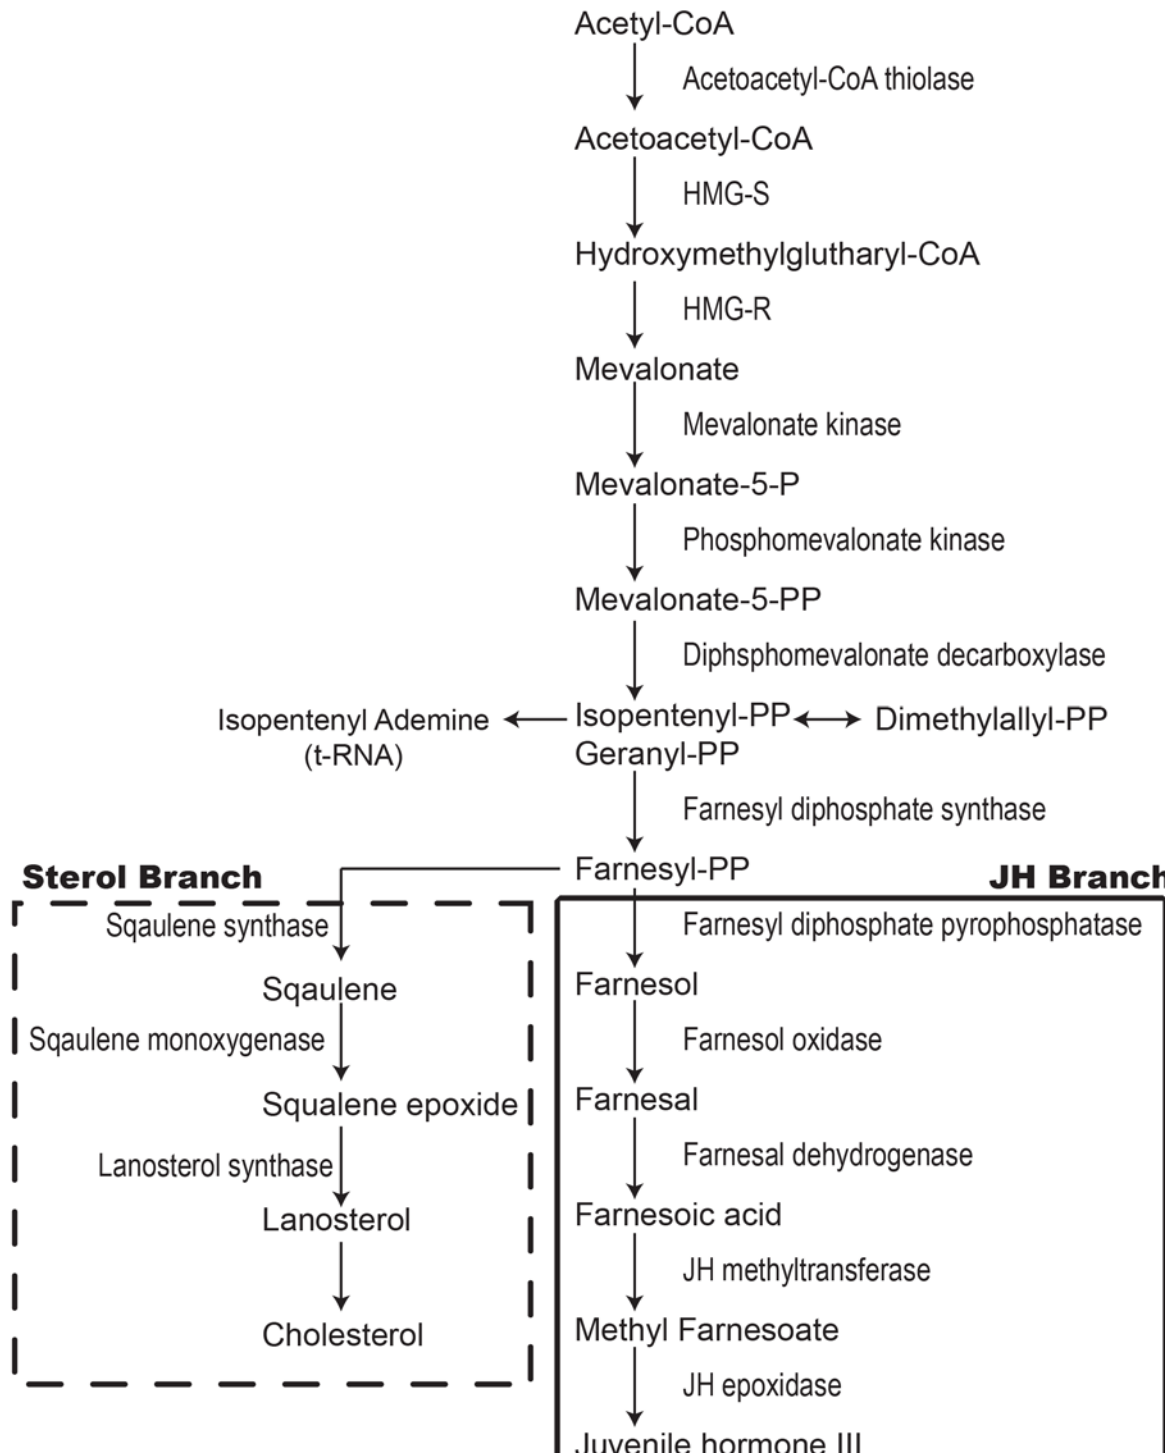 Acetyl-CoA
Acetoacetyl-CoA thiolase
Acetoacetyl-CoA
HMG-S
Hydroxymethylglutharyl-CoA
HMG-R
Mevalonate
Mevalonate kinase
Mevalonate-5-P
Phosphomevalonate kinase
Mevalonate-5-PP
Diphsphomevalonate decarboxylase
Isopentenyl Ademine
(t-RNA)
Isopentenyl-PP
Dimethylallyl-PP
Geranyl-PP
Farnesyl diphosphate synthase
Farnesyl-PP
Sterol Branch
Sqaulene synthase
Sqaulene
Sqaulene monoxygenase
Squalene epoxide
Lanosterol synthase
Lanosterol
Cholesterol
JH Branch
Farnesyl diphosphate pyrophosphatase
Farnesol
Farnesol oxidase
Farnesal
Farnesal dehydrogenase
Farnesoic acid
JH methyltransferase
Methyl Farnesoate
JH epoxidase
Juvenile hormone III